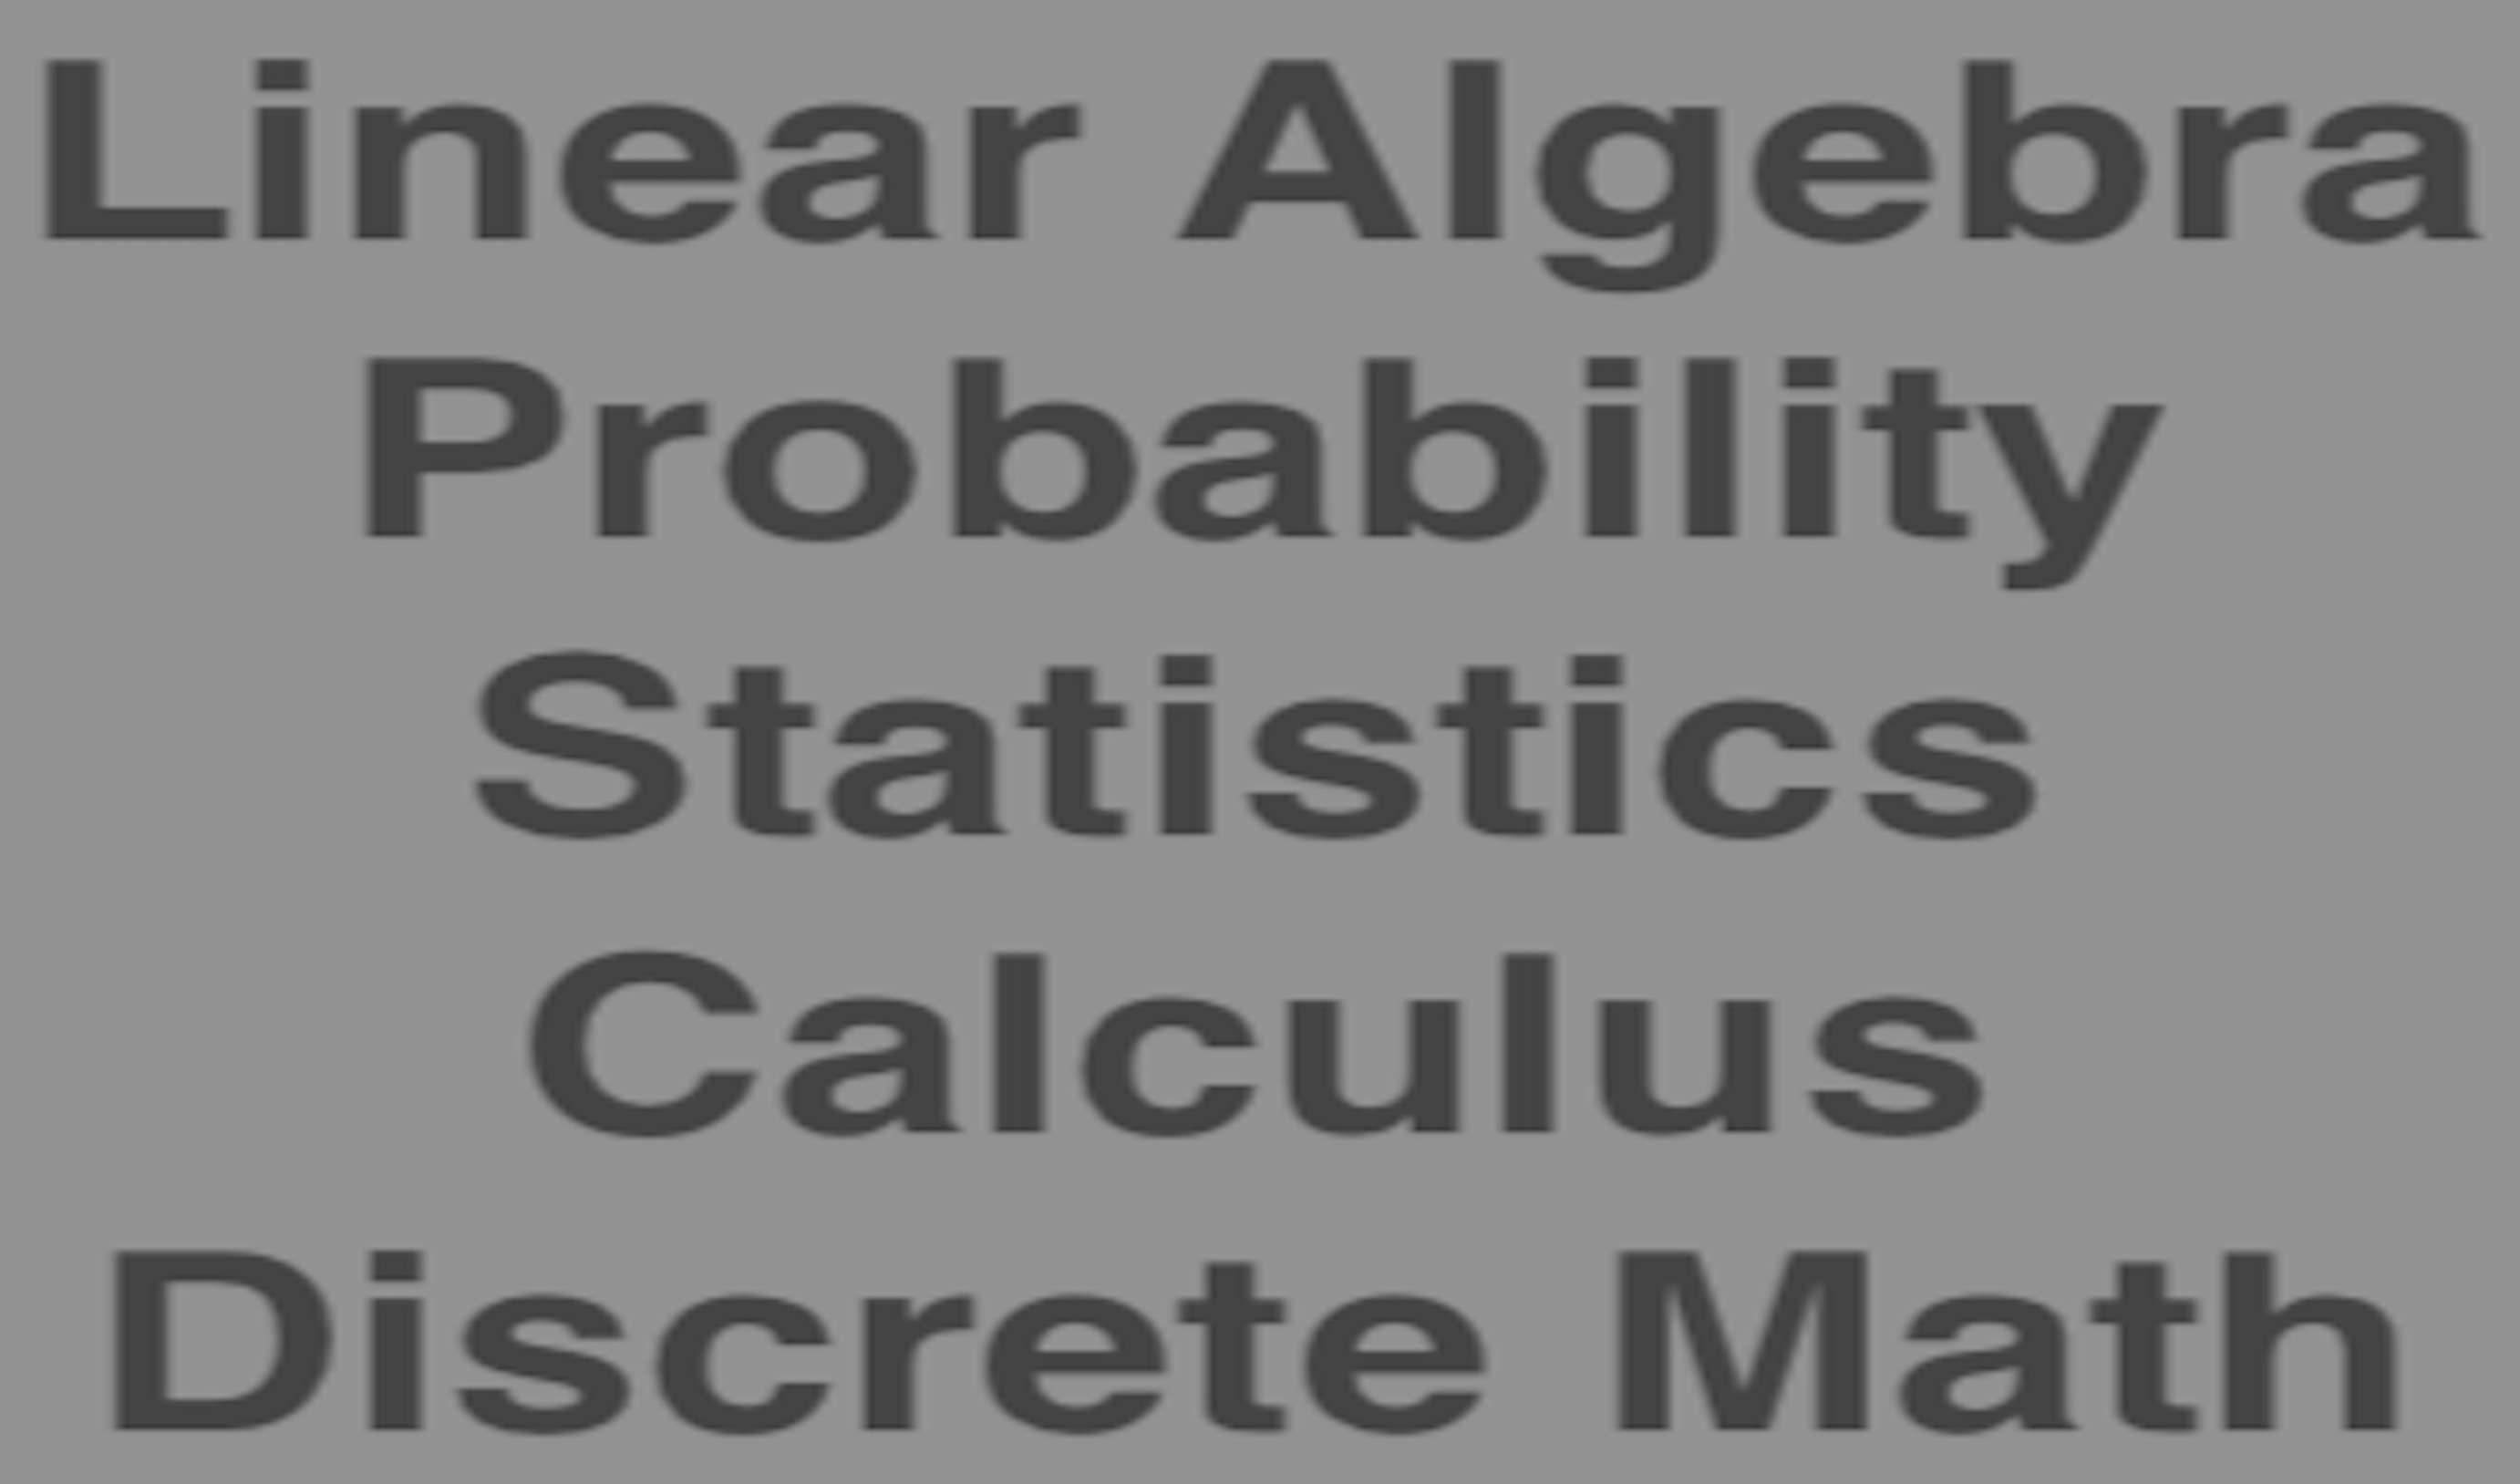 Linear Algebra
Probability
Statistics
Calculus
Discrete Math